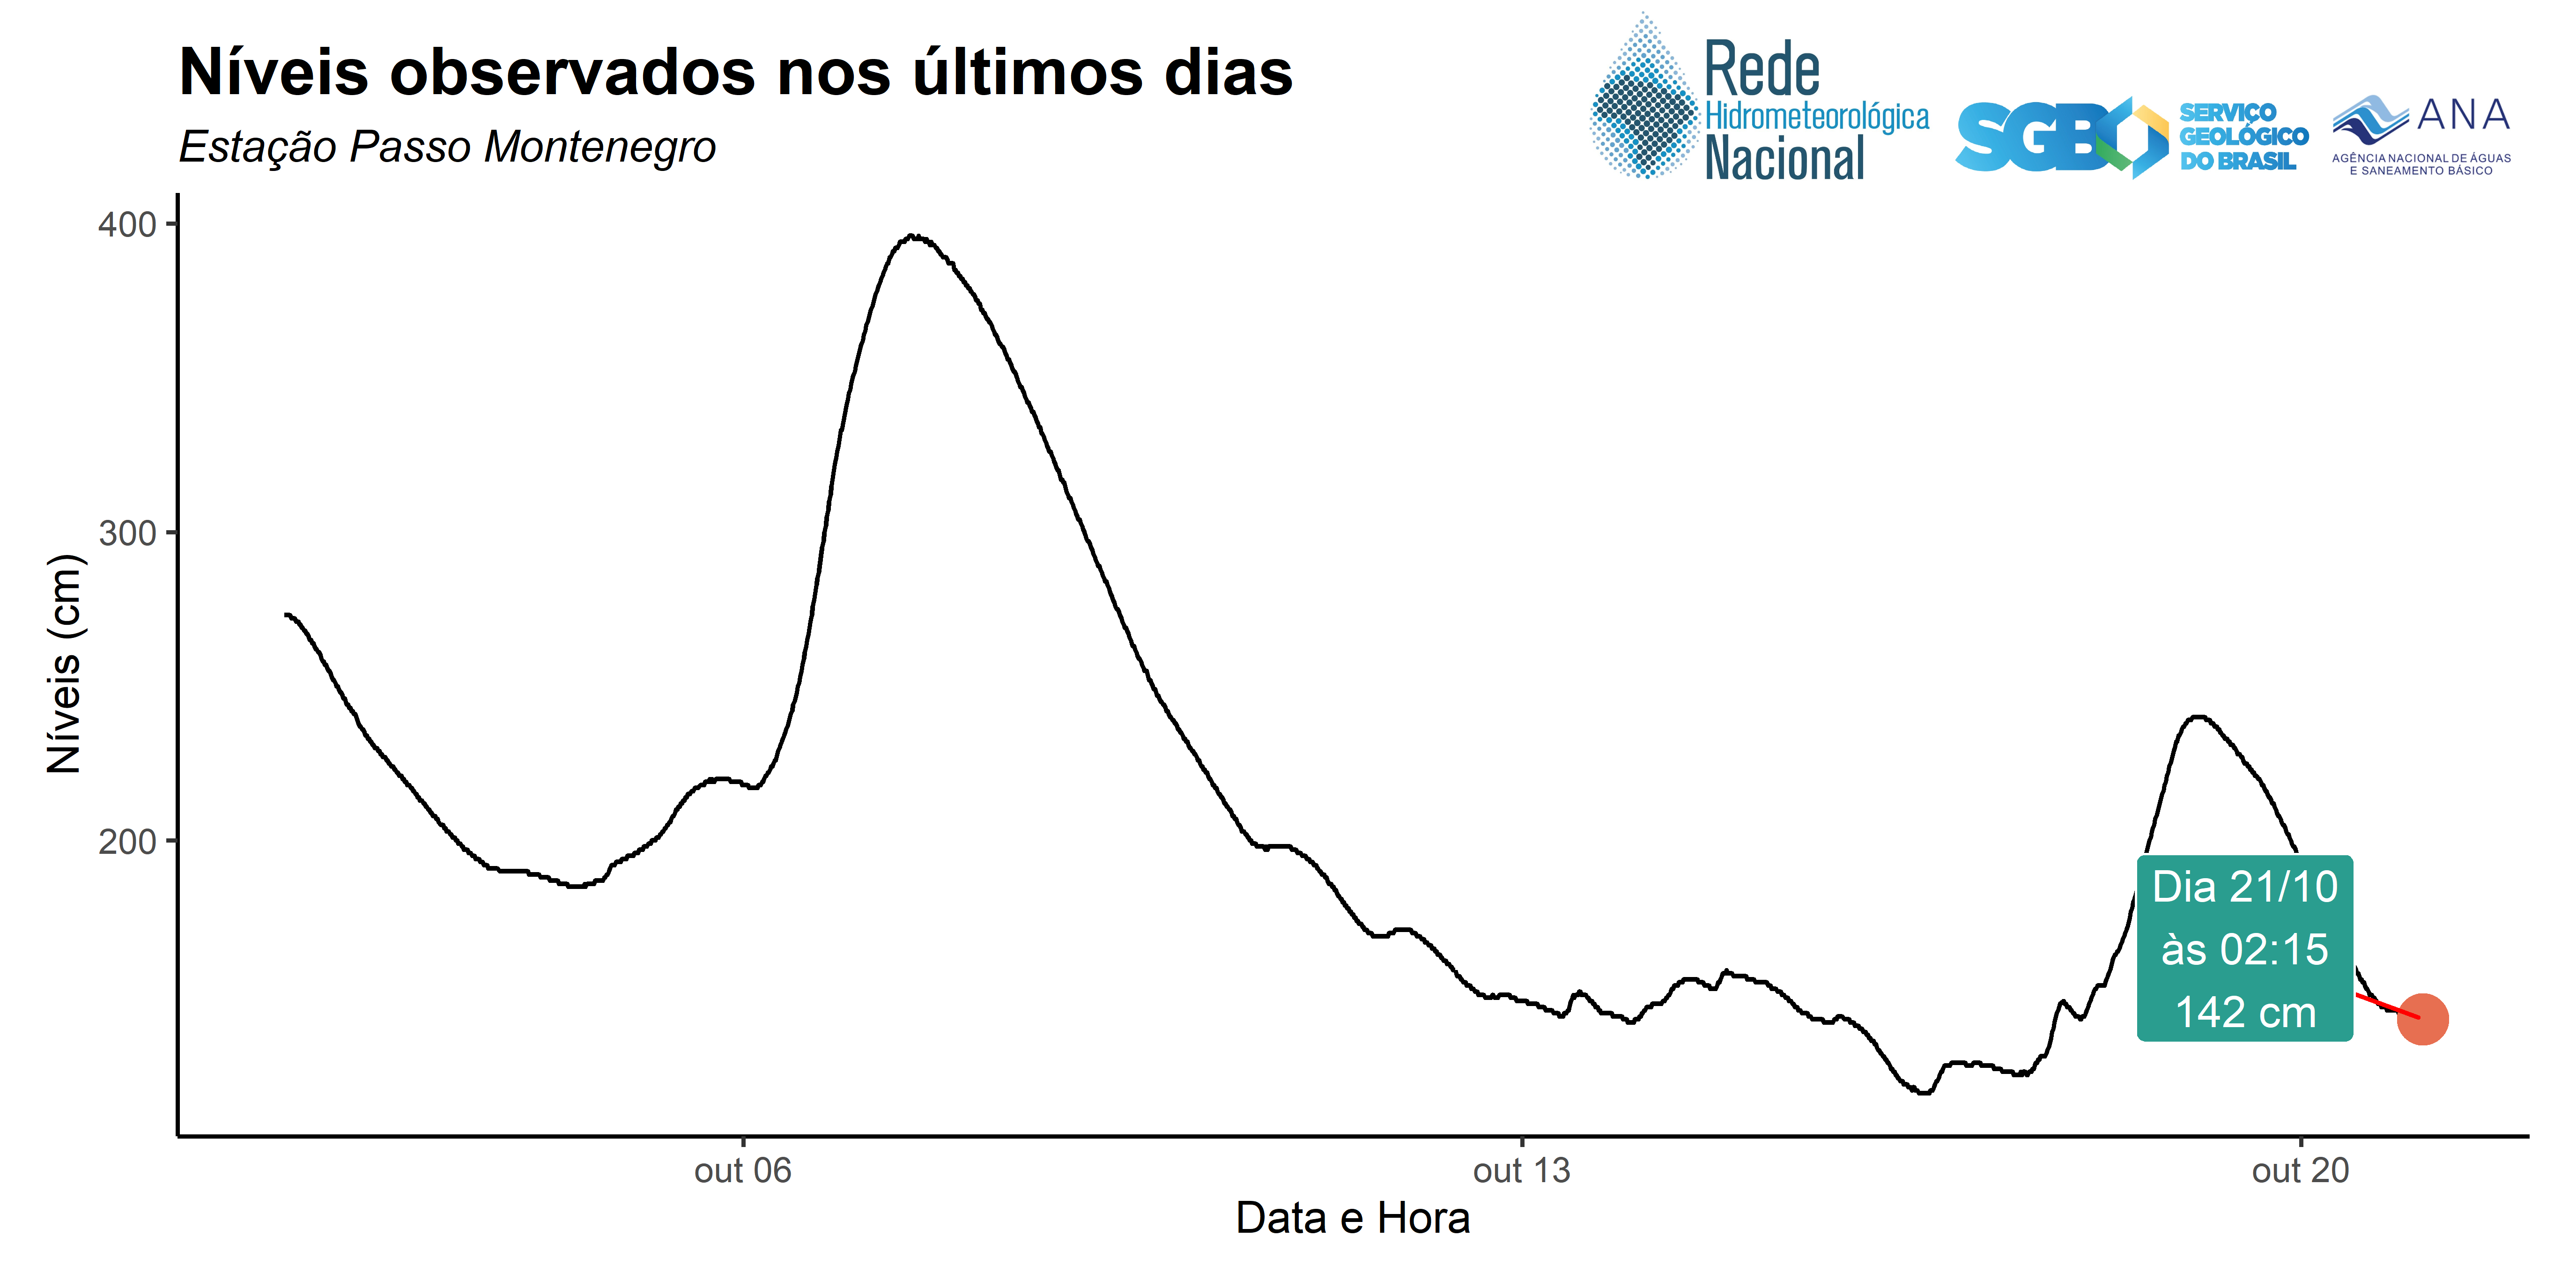 Níveis observados nos últimos dias
Estação Passo Montenegro
Rede
Hidrometeorológica
Nacional
SGB
SERVIÇO
GEOLÓGICO
DO BRASIL
ANA
AGÊNCIA NACIONAL DE ÁGUAS
E SANEAMENTO BÁSICO
Níveis (cm)
400
300
200
Dia 21/10
às 02:15
142 cm
out 06
out 13
out 20
Data e Hora